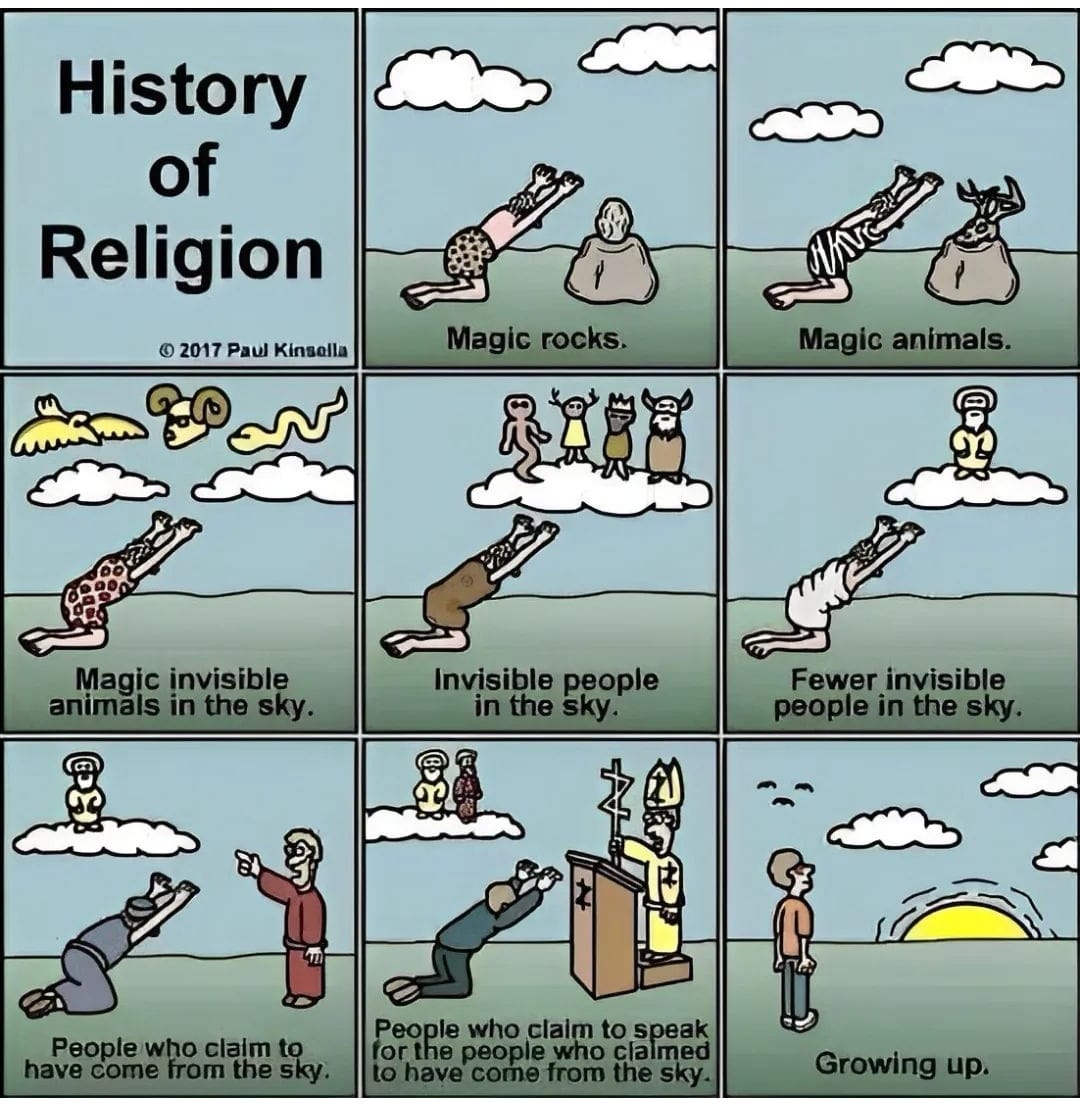 History
of
Religion
© 2017 Paul Kinsella
Magic rocks.
Magic animals.
Magic invisible
animals in the sky.
Invisible people
in the sky.
Fewer invisible
people in the sky.
People who claim to
have come from the sky.
People who claim to speak
for the people who claimed
to have come from the sky.
Growing up.